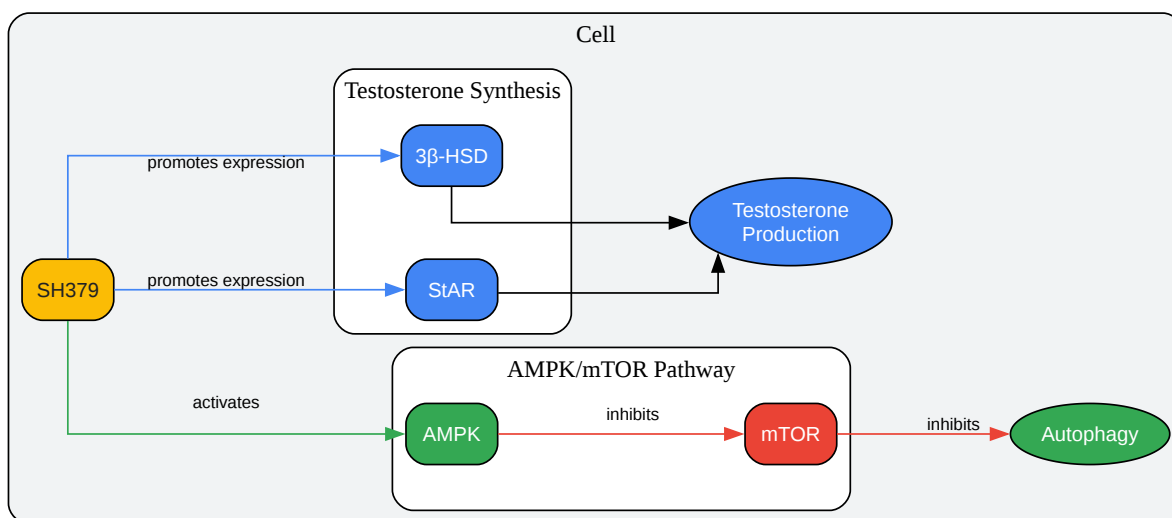 Cell
Testosterone Synthesis
3β-HSD
promotes expression
Testosterone
Production
SH379
promotes expression
StAR
AMPK/mTOR Pathway
activates
AMPK
inhibits
mTOR
inhibits
Autophagy